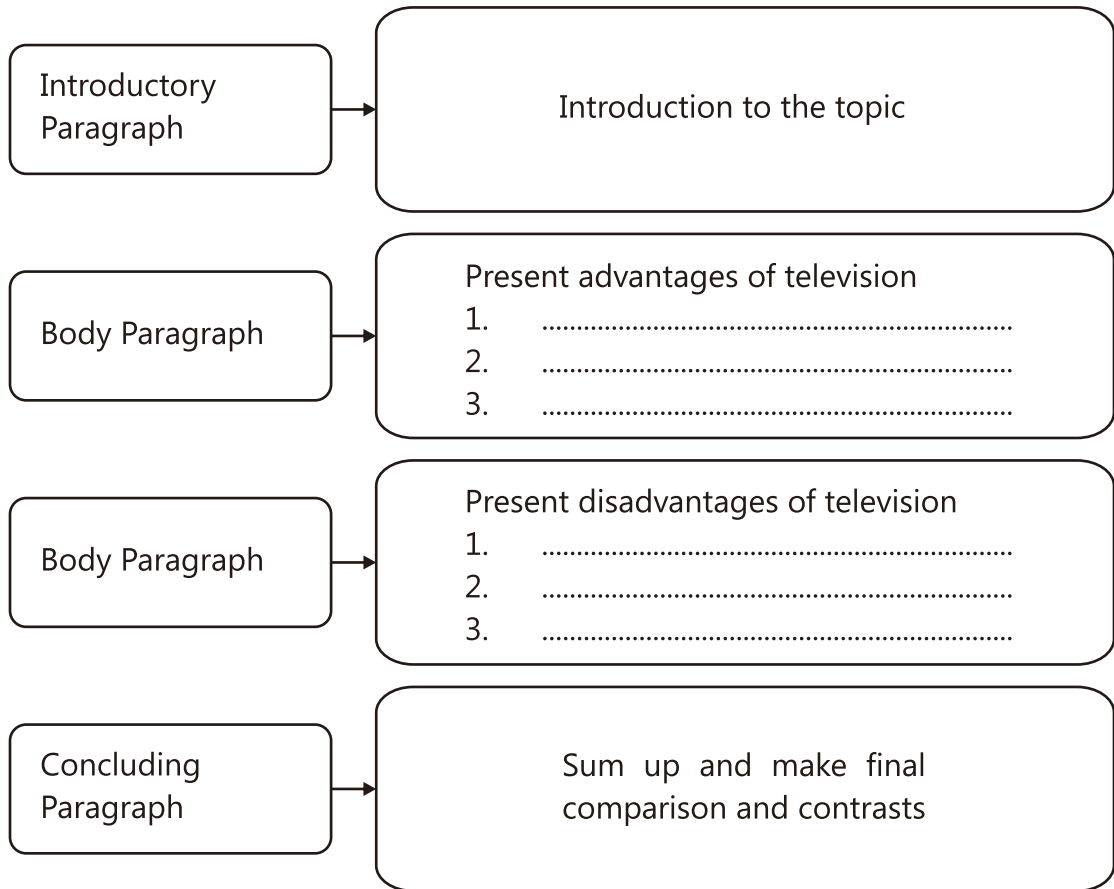 Introductory
Paragraph
Introduction to the topic
Body Paragraph
Present advantages of television
1. ....................................................................
2. ....................................................................
3. ....................................................................
Body Paragraph
Present disadvantages of television
1. ....................................................................
2. ....................................................................
3. ....................................................................
Concluding
Paragraph
Sum up and make final
comparison and contrasts